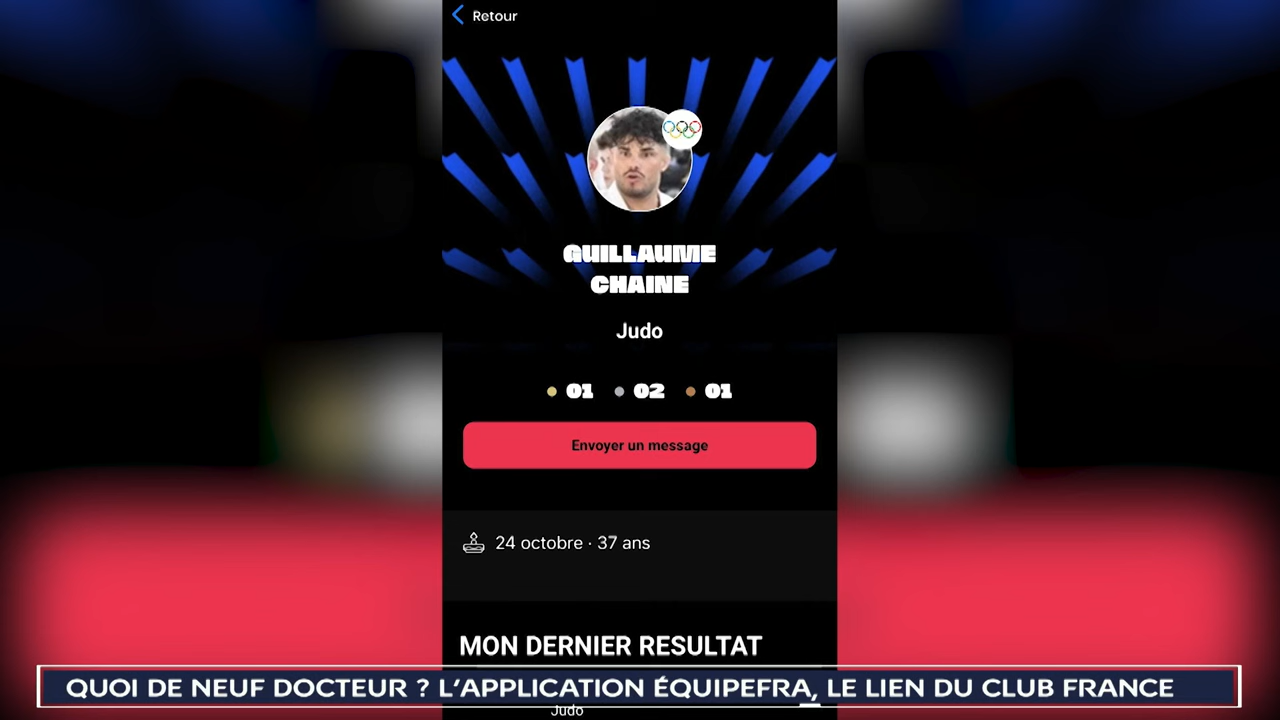 Retour
GUILLAUME
CHAINE
Judo
01 02 01
Envoyer un message
24 octobre · 37 ans
MON DERNIER RESULTAT
QUOI DE NEUF DOCTEUR ? L'APPLICATION ÉQUIPEFRA, LE LIEN DU CLUB FRANCE
Judo